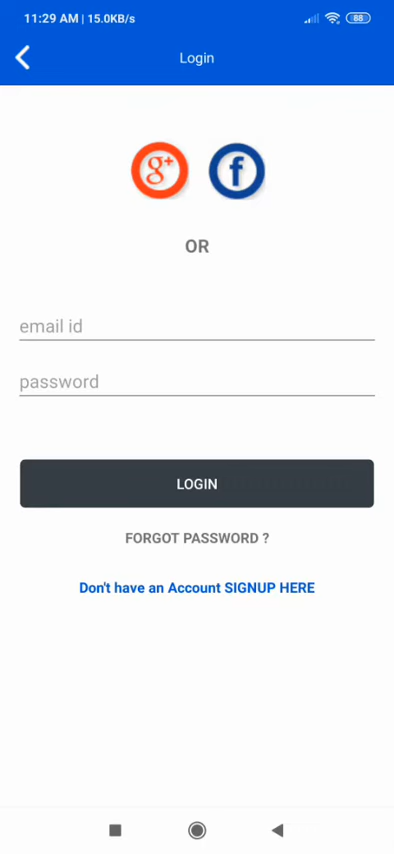 11:29 AM | 15.0KB/s 88
Login
g+ f
OR
email id
password
LOGIN
FORGOT PASSWORD ?
Don't have an Account SIGNUP HERE